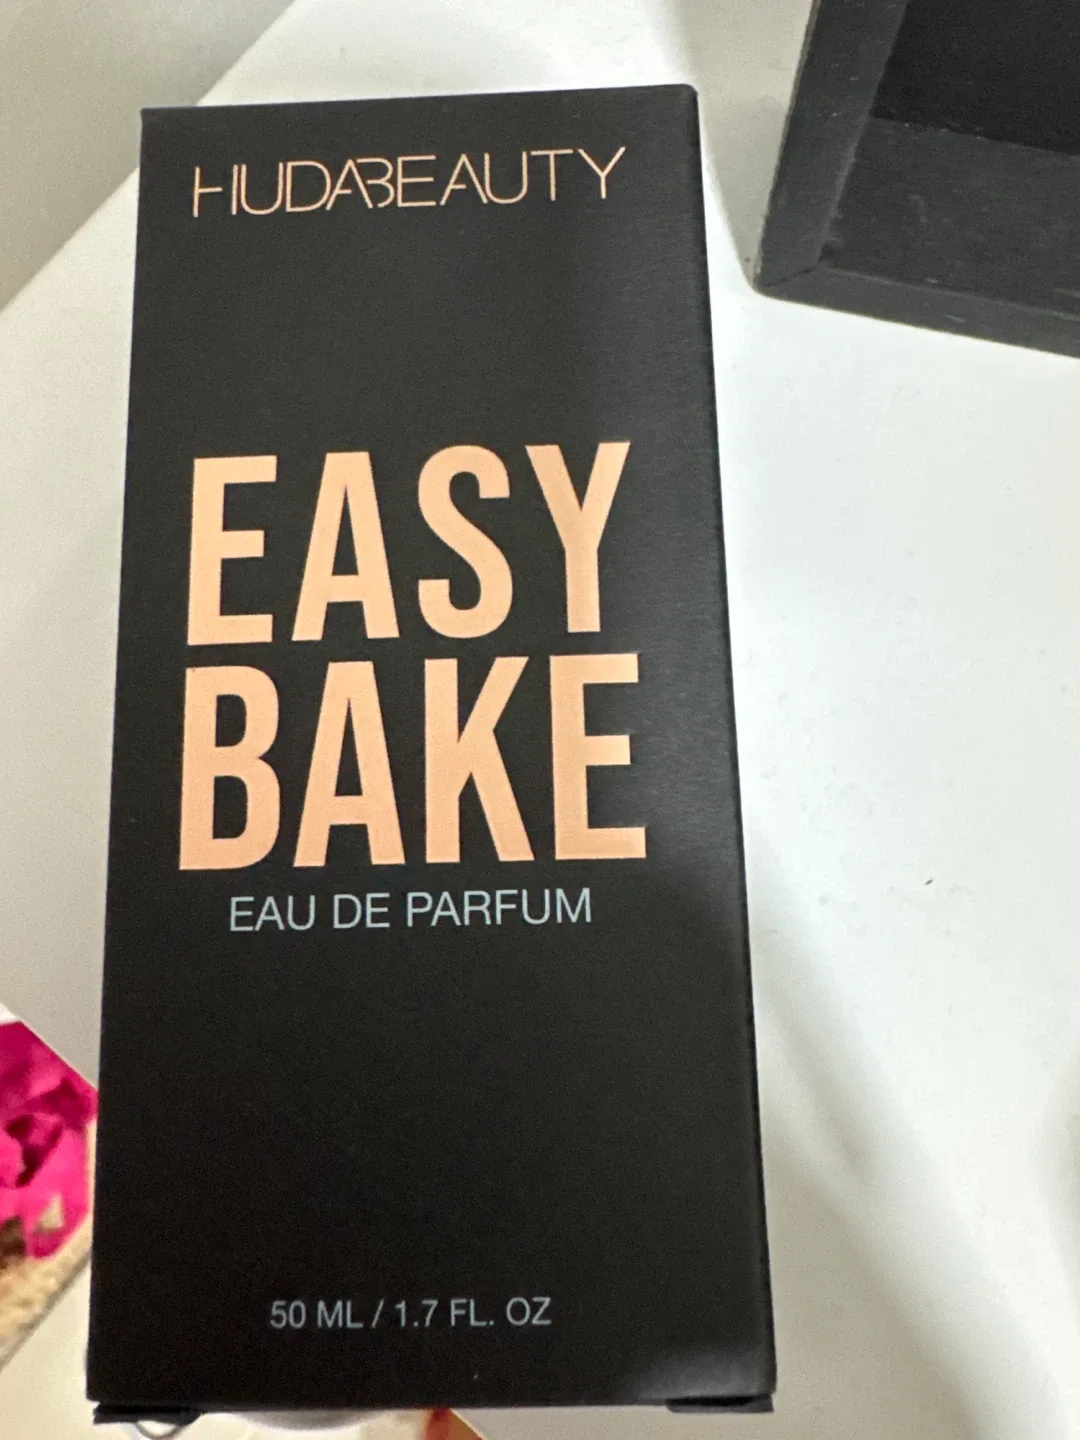 HUDABEAUTY
EASY
BAKE
EAU DE PARFUM
50 ML / 1.7 FL. OZ